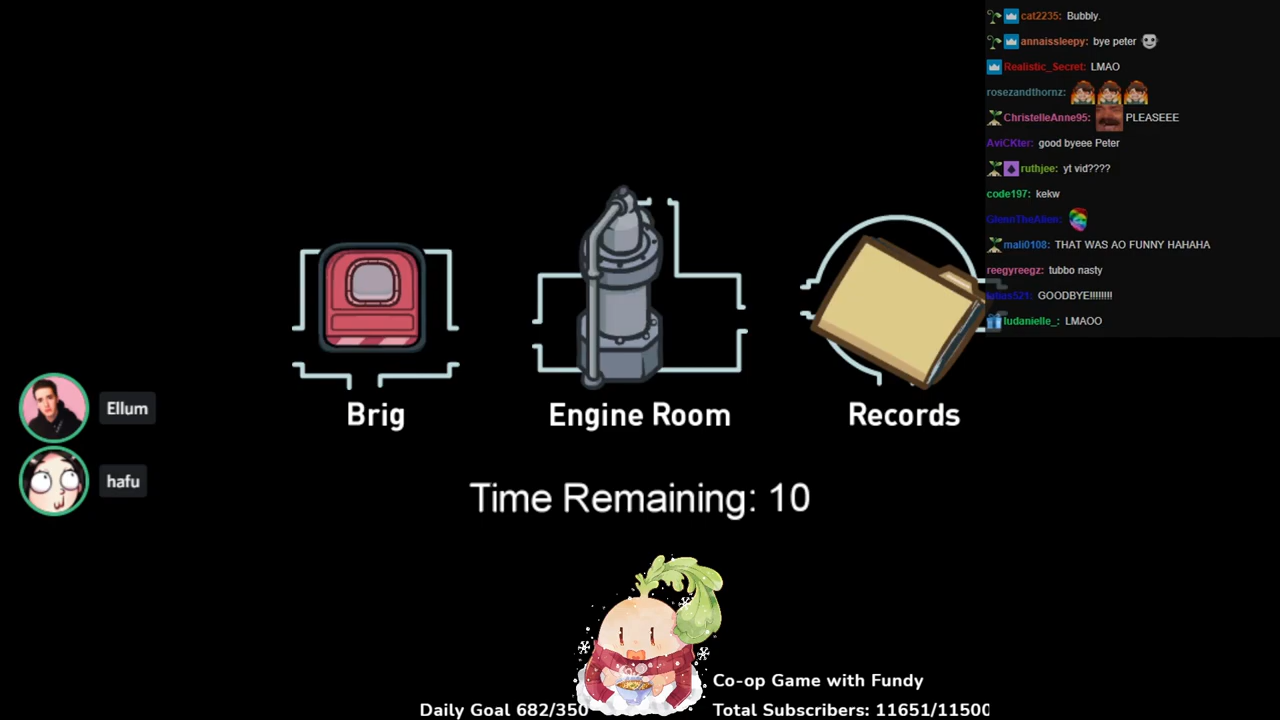 cat2235: Bubbly.
annaissleepy: bye peter
Realistic_Secret: LMAO
rosezandthornz:
ChristelleAnne95: PLEASEEE
AviCKter: good byeee Peter
ruthjee: yt vid????
code197: kekw
GlennTheAlien:
mali0108: THAT WAS AO FUNNY HAHAHA
reegyreegz: tubbo nasty
GOODBYE!!!!!!!!
ludanielle_: LMAOO
Brig
Engine Room
Records
Ellum
hafu
Time Remaining: 10
Co-op Game with Fundy
Daily Goal 682/350
Total Subscribers: 11651/11500